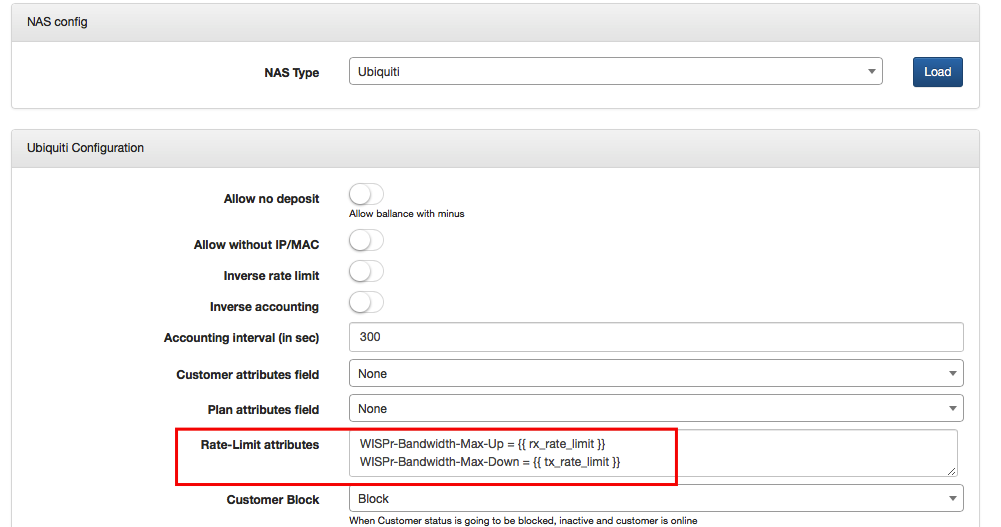 NAS config
NAS Type
Ubiquiti
Load
Ubiquiti Configuration
Allow no deposit
Allow ballance with minus
Allow without IP/MAC
Inverse rate limit
Inverse accounting
Accounting interval (in sec)
300
Customer attributes field
None
Plan attributes field
None
Rate-Limit attributes
WISPr-Bandwidth-Max-Up = {{ rx_rate_limit }}
WISPr-Bandwidth-Max-Down = {{ tx_rate_limit }}
Customer Block
Block
When Customer status is going to be blocked, inactive and customer is online